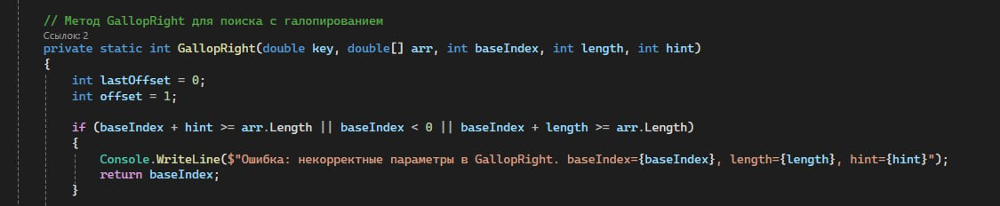 // Метод GallopRight для поиска с галопированием
Ссылок: 2
private static int GallopRight(double key, double[] arr, int baseIndex, int length, int hint)
{
int lastOffset = 0;
int offset = 1;
if (baseIndex + hint >= arr.Length || baseIndex < 0 || baseIndex + length >= arr.Length)
{
Console.WriteLine($"Ошибка: некорректные параметры в GallopRight. baseIndex={baseIndex}, length={length}, hint={hint}");
return baseIndex;
}